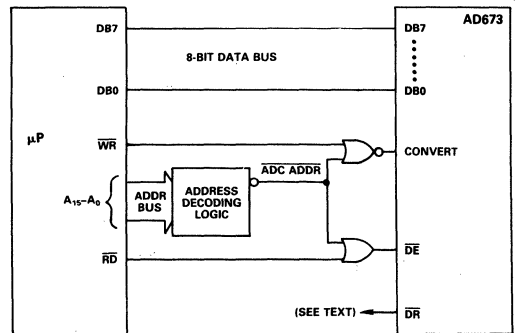 AD673
DB7
DB7
8-BIT DATA BUS
DB0
DB0
μP
WR
CONVERT
ADC ADDR
A15-A0
ADDR BUS
ADDRESS DECODING LOGIC
RD
DE
(SEE TEXT)
DR